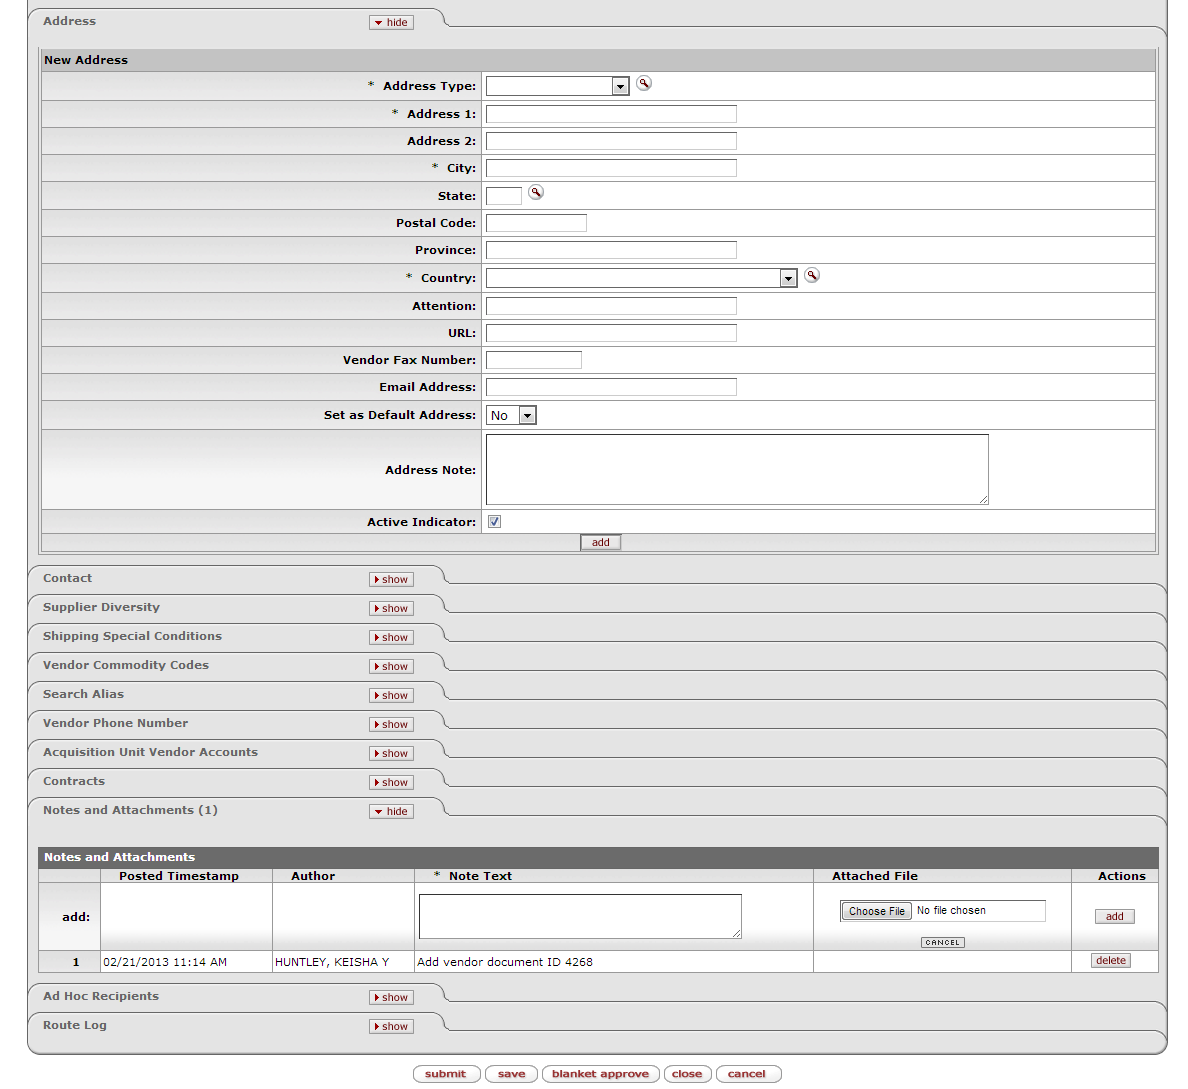 Address hide
New Address
* Address Type:
* Address 1:
Address 2:
* City:
State:
Postal Code:
Province:
* Country:
Attention:
URL:
Vendor Fax Number:
Email Address:
Set as Default Address: No
Address Note:
Active Indicator:
add
Contact show
Supplier Diversity show
Shipping Special Conditions show
Vendor Commodity Codes show
Search Alias show
Vendor Phone Number show
Acquisition Unit Vendor Accounts show
Contracts show
Notes and Attachments (1) hide
Notes and Attachments
Posted Timestamp Author * Note Text Attached File Actions
add: Choose File No file chosen add
CANCEL
1 02/21/2013 11:14 AM HUNTLEY, KEISHA Y Add vendor document ID 4268 delete
Ad Hoc Recipients show
Route Log show
submit save blanket approve close cancel